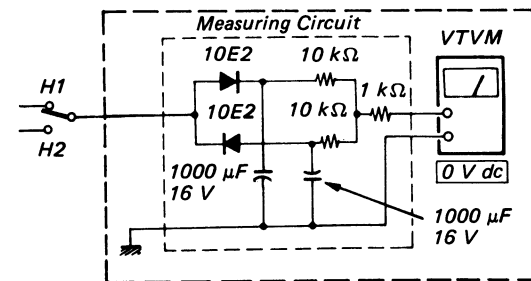 Measuring Circuit
VTVM
10E2
10 kΩ
H1
10E2
10 kΩ
1 kΩ
H2
1000 μF
16 V
0 V dc
1000 μF
16 V